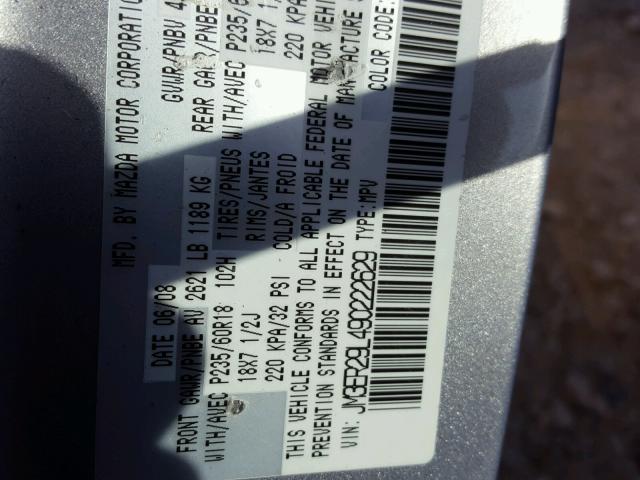 MFD. BY MAZDA MOTOR CORPORATION
DATE 06/08 GVWR/PNBV 4
FRONT GAWR/PNBE AV 2621 LB 1189 KG REAR GAWR/PNBE
WITH/AVEC P235/60R18 102H TIRES/PNEUS WITH/AVEC P235/6
18X7 1/2J RIMS/JANTES 18X7 1/
220 KPA/32 PSI COLD/A FROID 220 KPA
THIS VEHICLE CONFORMS TO ALL APPLICABLE FEDERAL MOTOR VEHIC
PREVENTION STANDARDS IN EFFECT ON THE DATE OF MANUFACTURE S
VIN: JM3ER29L490222629 TYPE:MPV COLOR CODE: